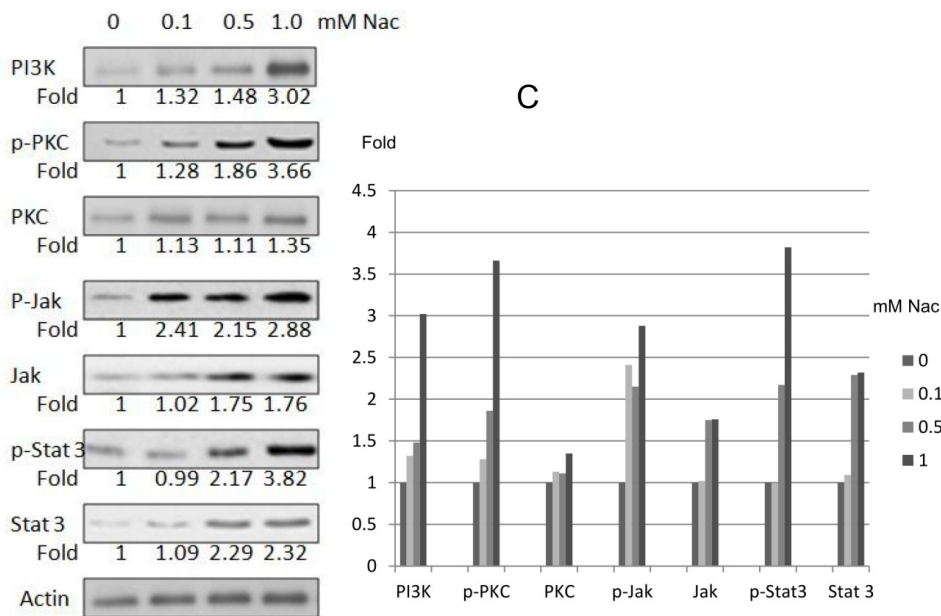 0 0.1 0.5 1.0 mM Nac
PI3K
Fold 1 1.32 1.48 3.02
p-PKC
Fold 1 1.28 1.86 3.66
PKC
Fold 1 1.13 1.11 1.35
P-Jak
Fold 1 2.41 2.15 2.88
Jak
Fold 1 1.02 1.75 1.76
p-Stat 3
Fold 1 0.99 2.17 3.82
Stat 3
Fold 1 1.09 2.29 2.32
Actin
C
Fold
4.5
4
3.5
3
2.5
2
1.5
1
0.5
0
PI3K p-PKC PKC p-Jak Jak p-Stat3 Stat 3
mM Nac
0
0.1
0.5
1